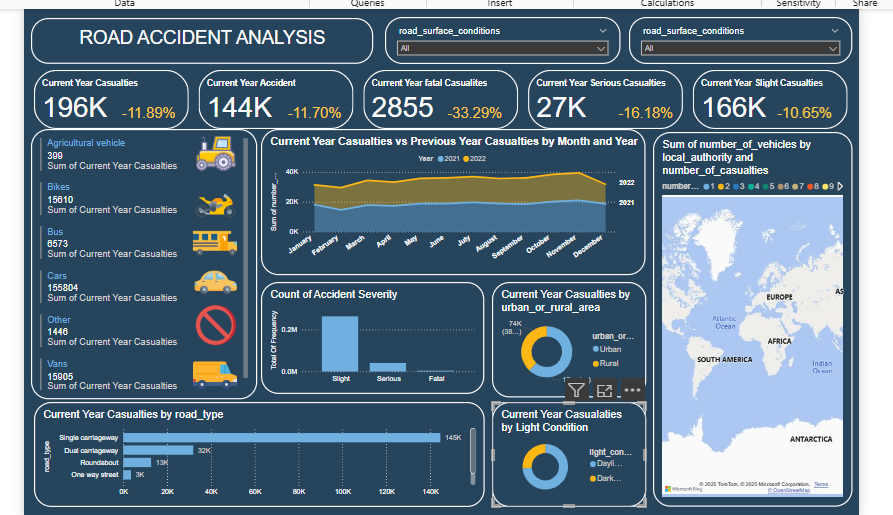 Data
Queries
Insert
Calculations
Sensitivity
Share
ROAD ACCIDENT ANALYSIS
road_surface_conditions
All
road_surface_conditions
All
Current Year Casualties
196K -11.89%
Current Year Accident
144K -11.70%
Current Year fatal Casualites
2855 -33.29%
Current Year Serious Casualties
27K -16.18%
Current Year Slight Casualties
166K -10.65%
Agricultural vehicle
399
Sum of Current Year Casualties
Bikes
15610
Sum of Current Year Casualties
Bus
6573
Sum of Current Year Casualties
Cars
155804
Sum of Current Year Casualties
Other
1446
Sum of Current Year Casualties
Vans
15905
Sum of Current Year Casualties
Current Year Casualties vs Previous Year Casualties by Month and Year
Year 2021 2022
Sum of number_...
40K
20K
0K
2022
2021
January
February
March
April
May
June
July
August
September
October
November
December
Count of Accident Severity
Total Of Frequency
0.2M
0.0M
Slight
Serious
Fatal
Current Year Casualties by
urban_or_rural_area
74K
(38...)
urban_or...
Urban
Rural
Current Year Casualties by road_type
road_type
Single carriageway
145K
Dual carriageway
32K
Roundabout
13K
One way street
3K
0K
20K
40K
60K
80K
100K
120K
140K
Current Year Casualaties
by Light Condition
light_con...
Dayli...
Dark...
Sum of number_of_vehicles by
local_authority and
number_of_casualties
number... 1 2 3 4 5 6 7 8 9
EUROPE
AS
Atlantic
Ocean
AFRICA
SOUTH AMERICA
Indian
Ocean
ANTARCTICA
Microsoft Bing
© 2025 TomTom, © 2025 Microsoft Corporation, Terms
© OpenStreetMap